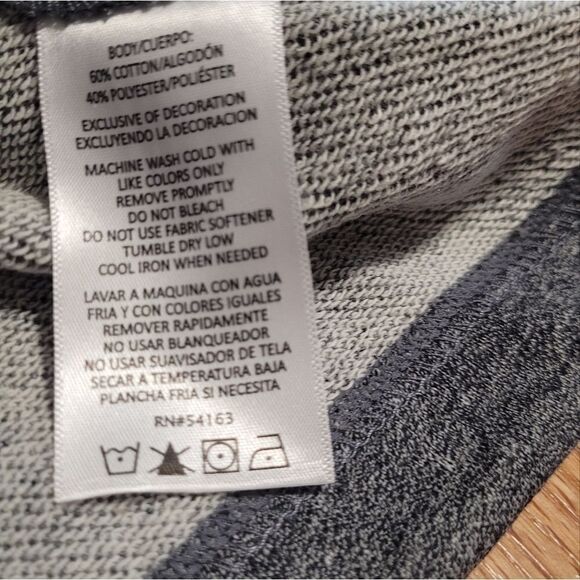 BODY/CUERPO:
60% COTTON/ALGODÓN
40% POLYESTER/POLIÉSTER
EXCLUSIVE OF DECORATION
EXCLUYENDO LA DECORACION
MACHINE WASH COLD WITH
LIKE COLORS ONLY
REMOVE PROMPTLY
DO NOT BLEACH
DO NOT USE FABRIC SOFTENER
TUMBLE DRY LOW
COOL IRON WHEN NEEDED
LAVAR A MAQUINA CON AGUA
FRIA Y CON COLORES IGUALES
REMOVER RAPIDAMENTE
NO USAR BLANQUEADOR
NO USAR SUAVISADOR DE TELA
SECAR A TEMPERATURA BAJA
PLANCHA FRIA SI NECESITA
RN#54163